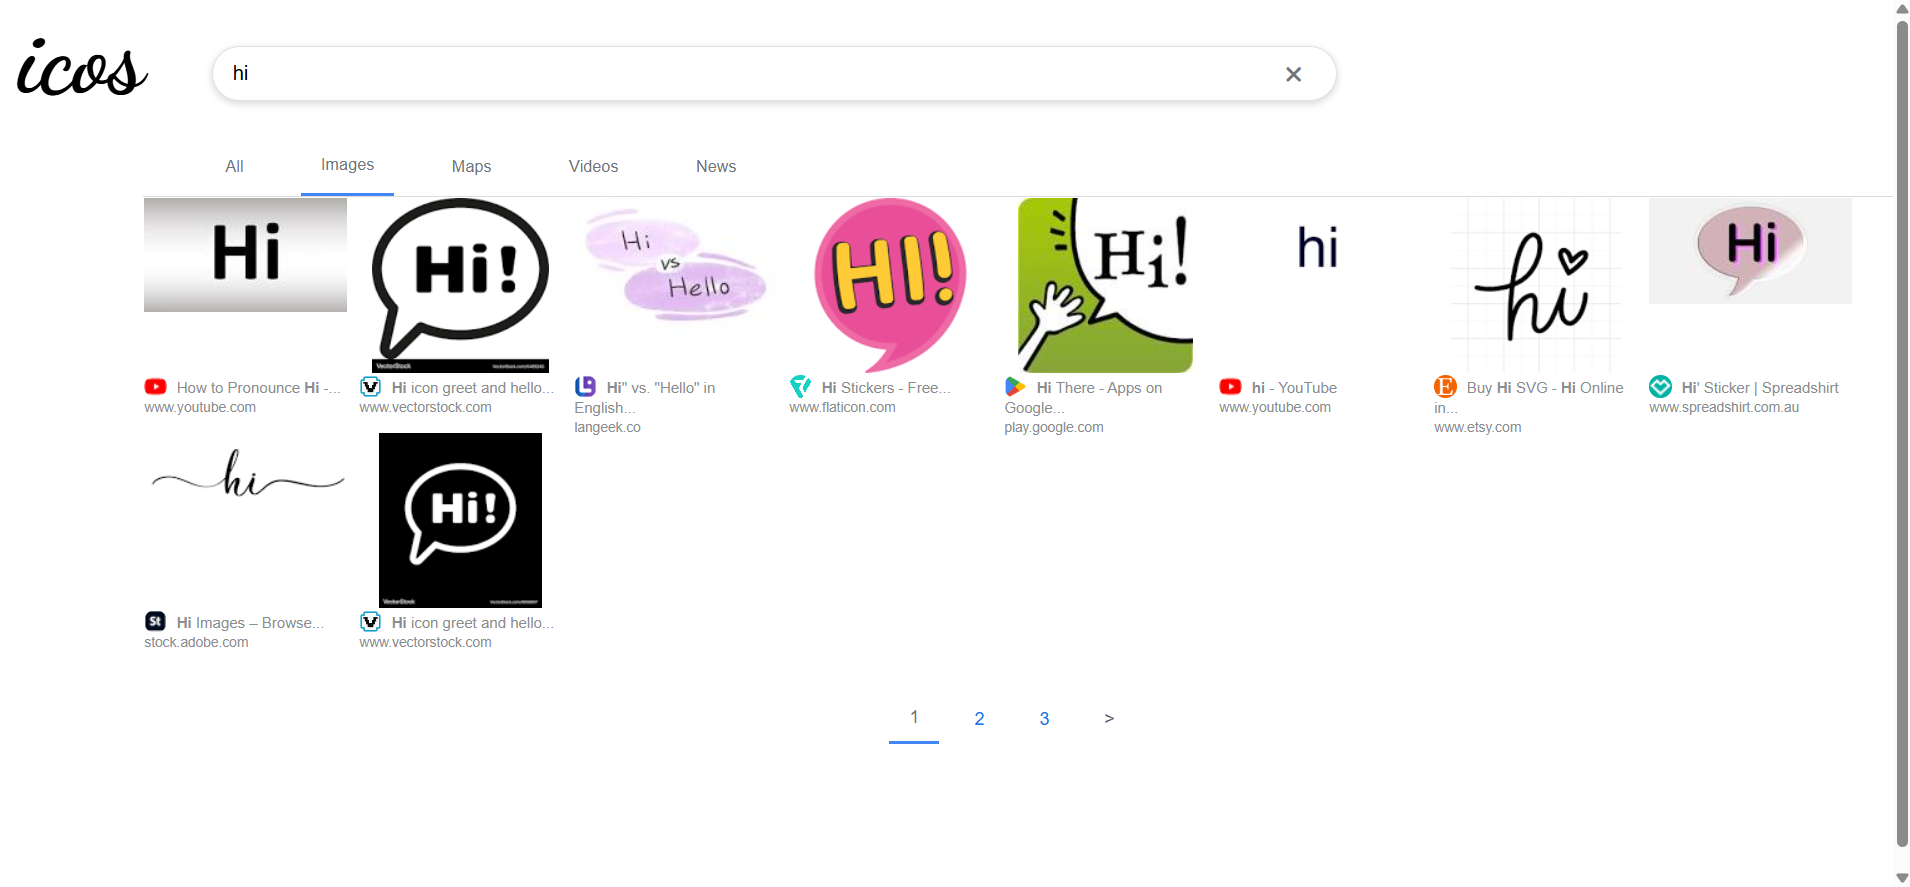 icos
hi
All Images Maps Videos News
Hi
Hi!
VectorStock
Hi
vs
Hello
HI!
Hi!
hi
hi
Hi
How to Pronounce Hi -...
www.youtube.com
Hi icon greet and hello...
www.vectorstock.com
Hi" vs. "Hello" in
English...
langeek.co
Hi Stickers - Free...
www.flaticon.com
Hi There - Apps on
Google...
play.google.com
hi - YouTube
www.youtube.com
Buy Hi SVG - Hi Online
in...
www.etsy.com
Hi' Sticker | Spreadshirt
www.spreadshirt.com.au
hi
Hi!
VectorStock
St
Hi Images – Browse...
stock.adobe.com
Hi icon greet and hello...
www.vectorstock.com
1 2 3 >